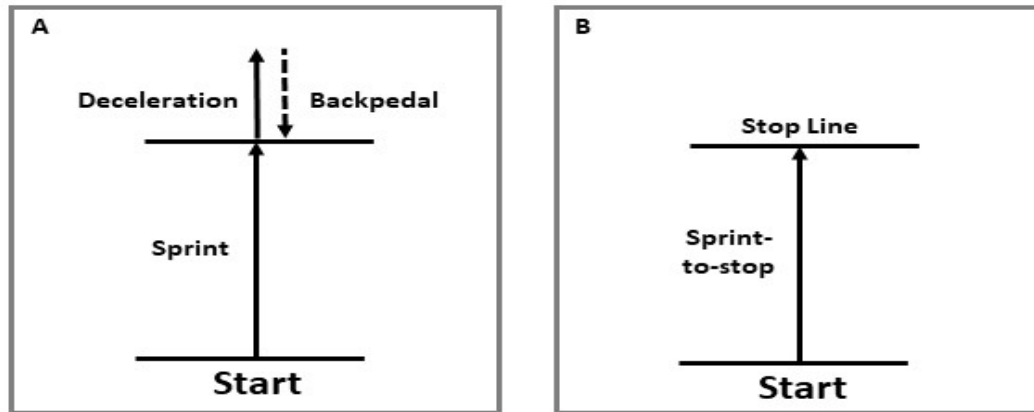 A
Deceleration
Backpedal
Sprint
Start
B
Stop Line
Sprint-
to-stop
Start